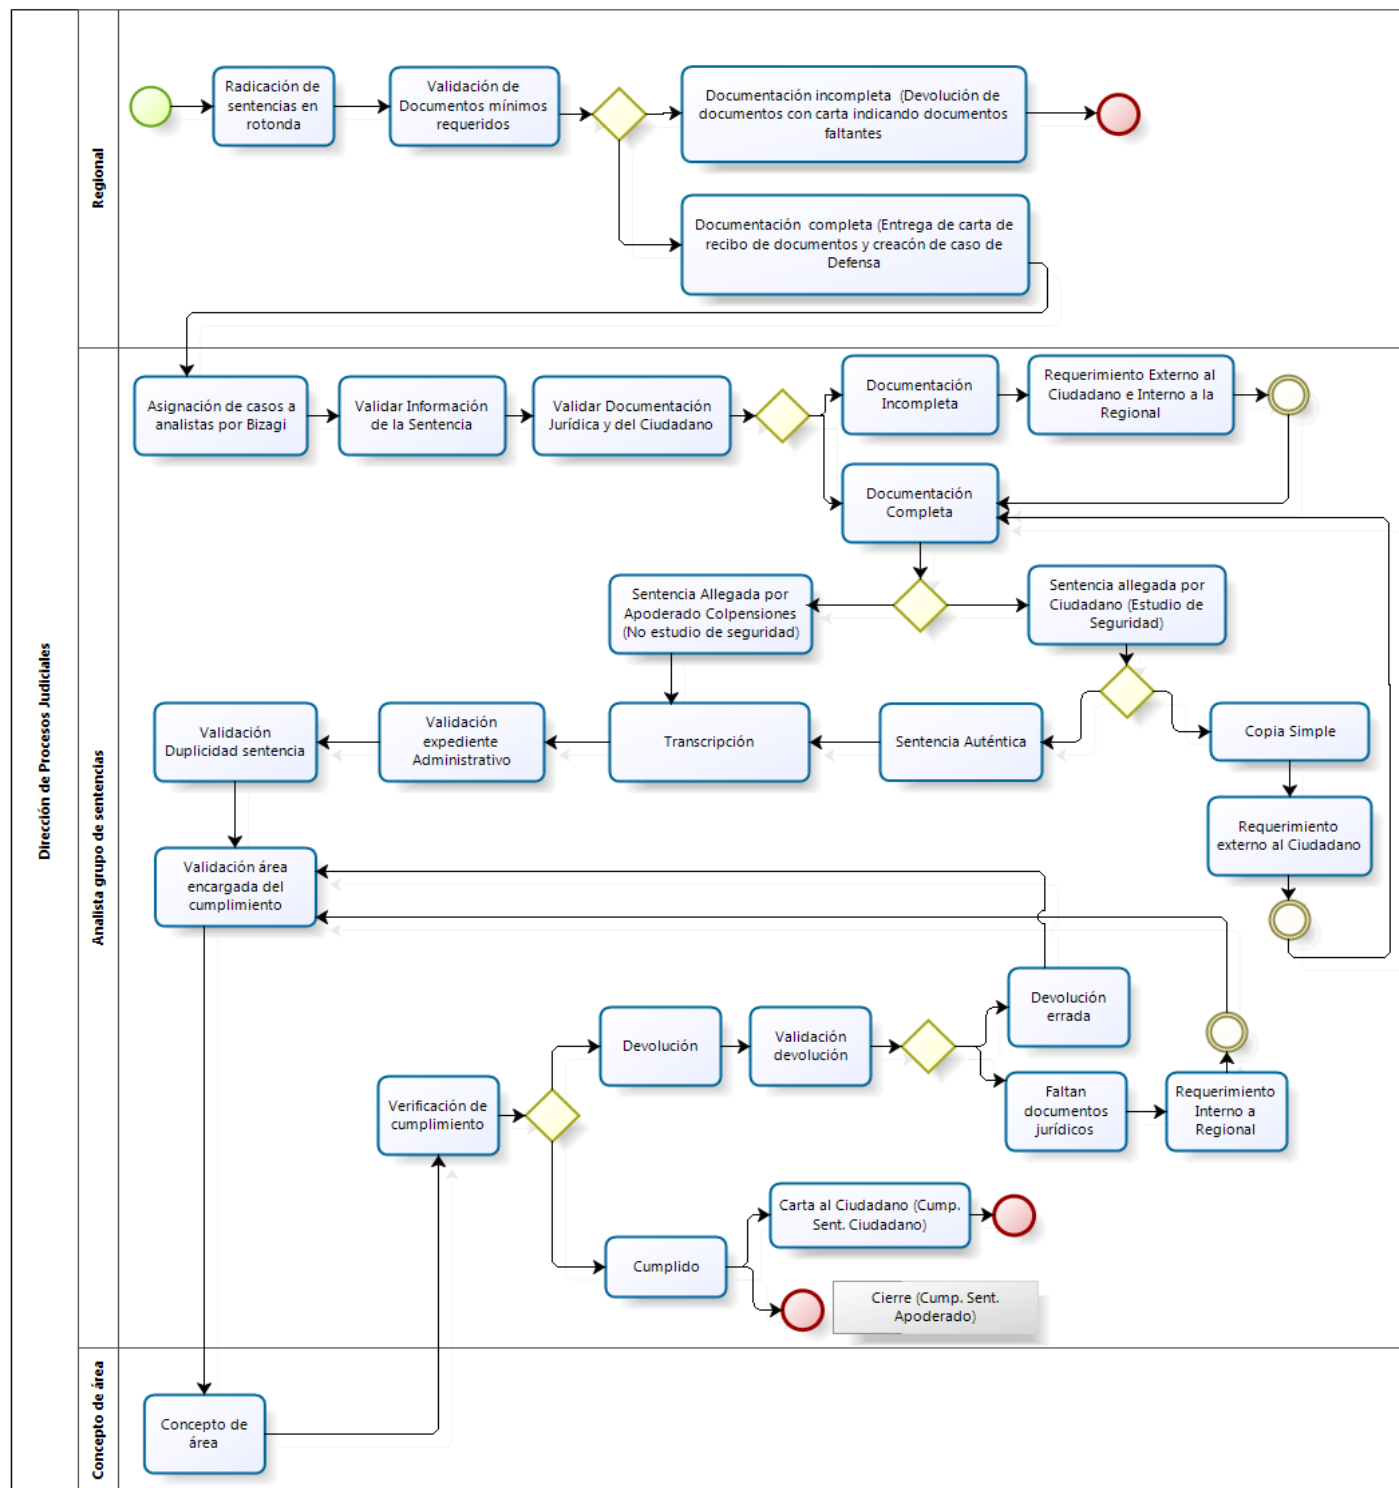 Dirección de Procesos Judiciales
Regional
Radicación de
sentencias en
rotonda
Validación de
Documentos mínimos
requeridos
Documentación incompleta (Devolución de
documentos con carta indicando documentos
faltantes
Documentación completa (Entrega de carta de
recibo de documentos y creacón de caso de
Defensa
Analista grupo de sentencias
Asignación de casos a
analistas por Bizagi
Validar Información
de la Sentencia
Validar Documentación
Jurídica y del Ciudadano
Documentación
Incompleta
Requerimiento Externo al
Ciudadano e Interno a la
Regional
Documentación
Completa
Sentencia Allegada por
Apoderado Colpensiones
(No estudio de seguridad)
Sentencia allegada por
Ciudadano (Estudio de
Seguridad)
Validación
Duplicidad sentencia
Validación
expediente
Administrativo
Transcripción
Sentencia Auténtica
Copia Simple
Requerimiento
externo al Ciudadano
Validación área
encargada del
cumplimiento
Devolución
errada
Devolución
Validación
devolución
Verificación de
cumplimiento
Faltan
documentos
jurídicos
Requerimiento
Interno a
Regional
Carta al Ciudadano (Cump.
Sent. Ciudadano)
Cumplido
Cierre (Cump. Sent.
Apoderado)
Concepto de área
Concepto de
área